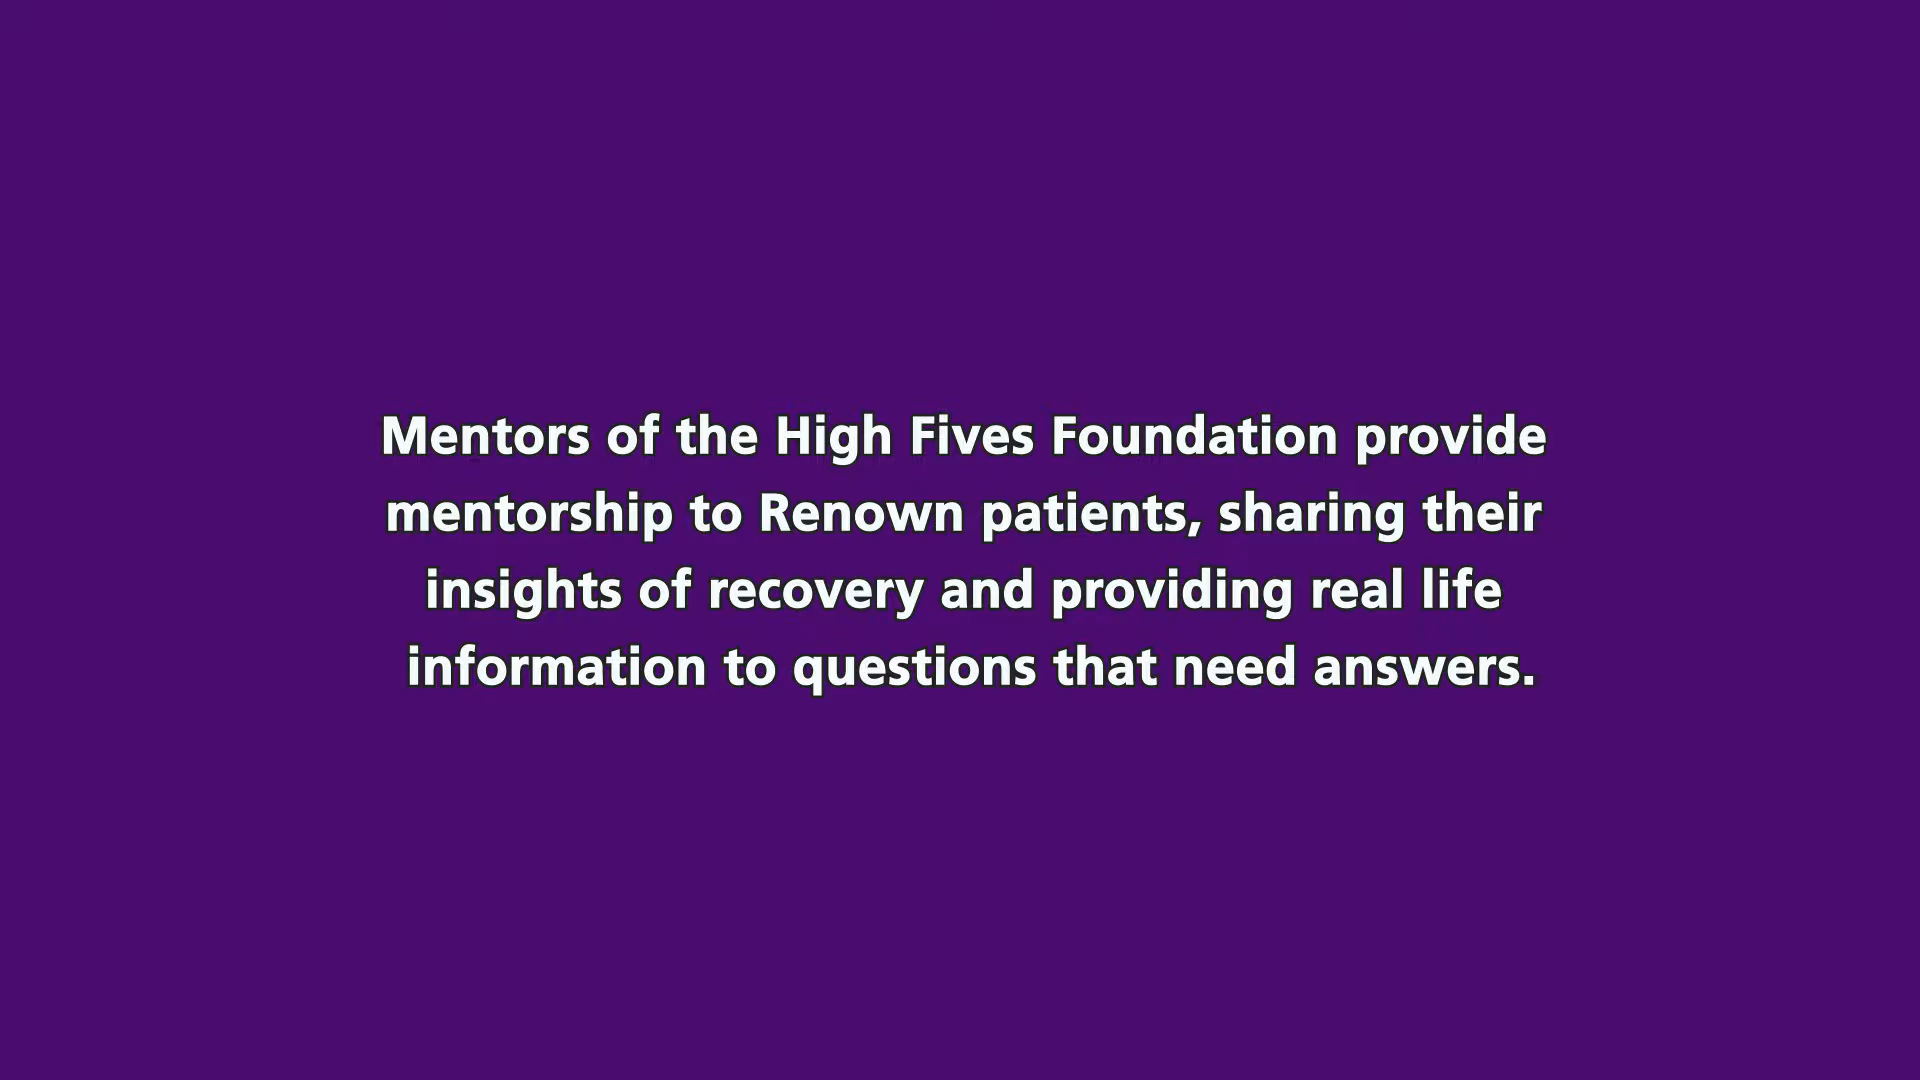 Mentors of the High Fives Foundation provide
mentorship to Renown patients, sharing their
insights of recovery and providing real life
information to questions that need answers.